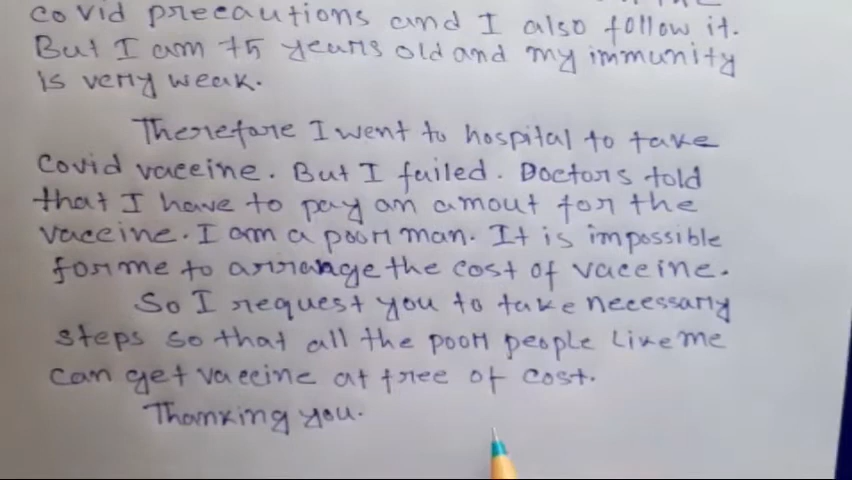 covid precautions and I also follow it.
But I am 75 years old and my immunity
is very weak.
Therefore I went to hospital to take
Covid vaccine. But I failed. Doctors told
that I have to pay an amout for the
vaccine. I am a poor man. It is impossible
for me to arrange the cost of vaccine.
So I request you to take necessary
steps so that all the poor people like me
can get vaccine at free of cost.
Thanking you.